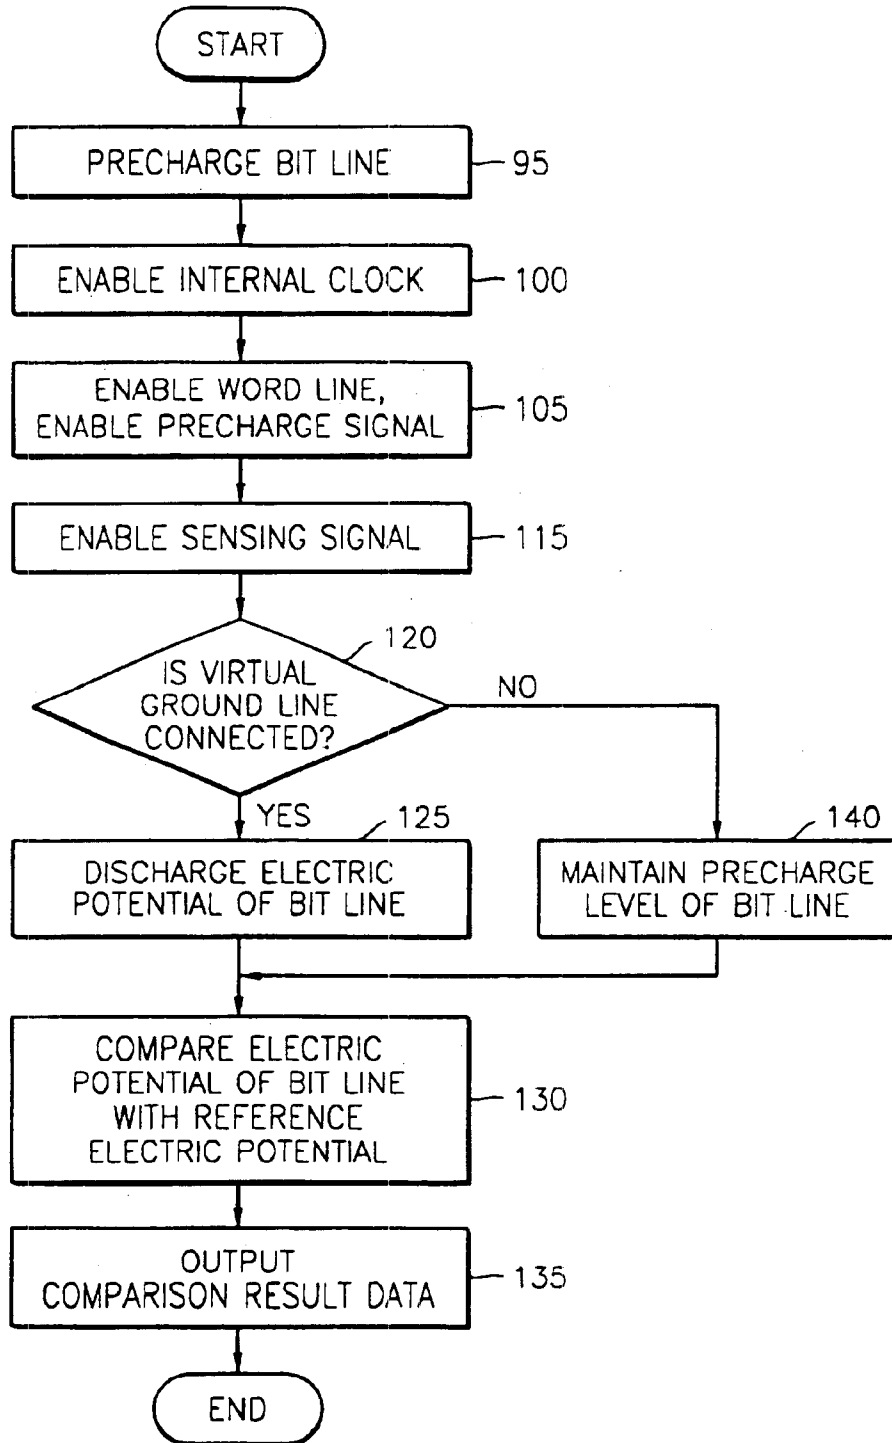 START
PRECHARGE BIT LINE
95
ENABLE INTERNAL CLOCK
100
ENABLE WORD LINE,
ENABLE PRECHARGE SIGNAL
105
ENABLE SENSING SIGNAL
115
120
IS VIRTUAL
GROUND LINE
CONNECTED?
NO
YES
125
140
DISCHARGE ELECTRIC
POTENTIAL OF BIT LINE
MAINTAIN PRECHARGE
LEVEL OF BIT LINE
COMPARE ELECTRIC
POTENTIAL OF BIT LINE
WITH REFERENCE
ELECTRIC POTENTIAL
130
OUTPUT
COMPARISON RESULT DATA
135
END